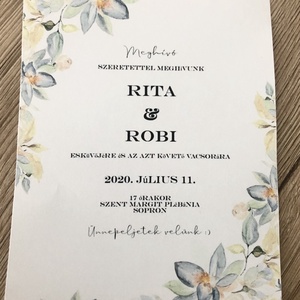 Meghívó
SZERETETTEL MEGHÍVUNK
RITA
&
ROBI
ESKÜVŐJÉRE ÉS AZ AZT KÖVETŐ VACSORÁRA
2020. JÚLIUS 11.
17 ÓRAKOR
SZENT MARGIT PLÉBÁNIA
SOPRON
Ünnepeljetek velünk :)